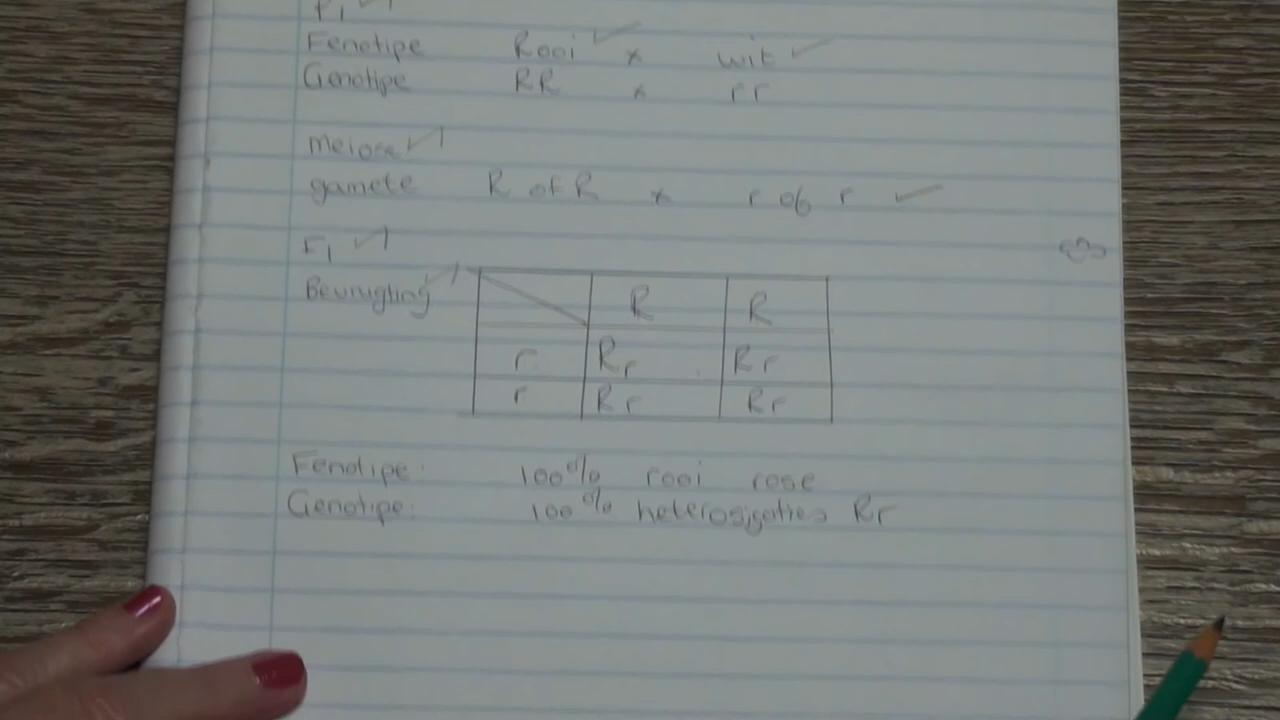 P1 ✓
Fenotipe Rooi ✓ x wit ✓
Genotipe RR x rr
Meiose ✓
gamete R of R x r of r ✓
F1 ✓
Bevrugting ✓
R R
r Rr Rr
r Rr Rr
Fenotipe: 100% rooi rose
Genotipe: 100% heterosigoties Rr